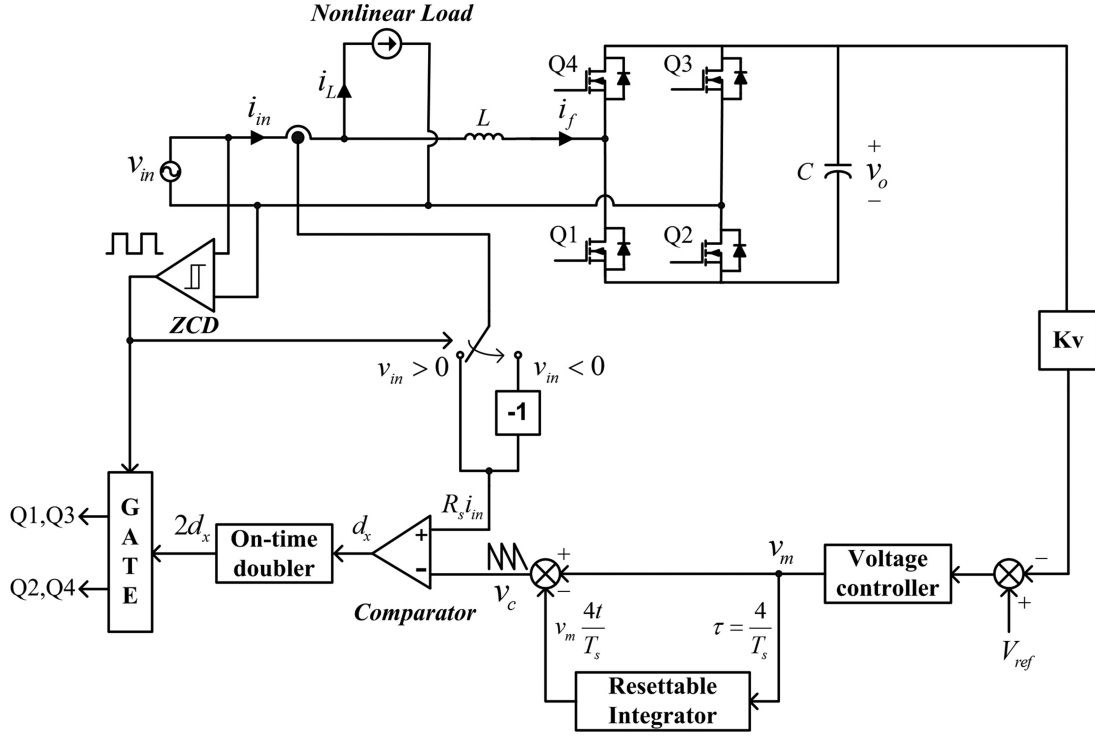 Nonlinear Load
Q4
Q3
i_L
i_in
L
i_f
v_in
C
+
v_o
−
Q1
Q2
ZCD
v_in > 0
v_in < 0
Kv
-1
G
A
T
E
Q1,Q3
Q2,Q4
2d_x
On-time
doubler
d_x
R_s i_in
+
-
Comparator
v_c
+
−
v_m
Voltage
controller
−
+
V_ref
v_m 4t/T_s
τ = 4/T_s
Resettable
Integrator